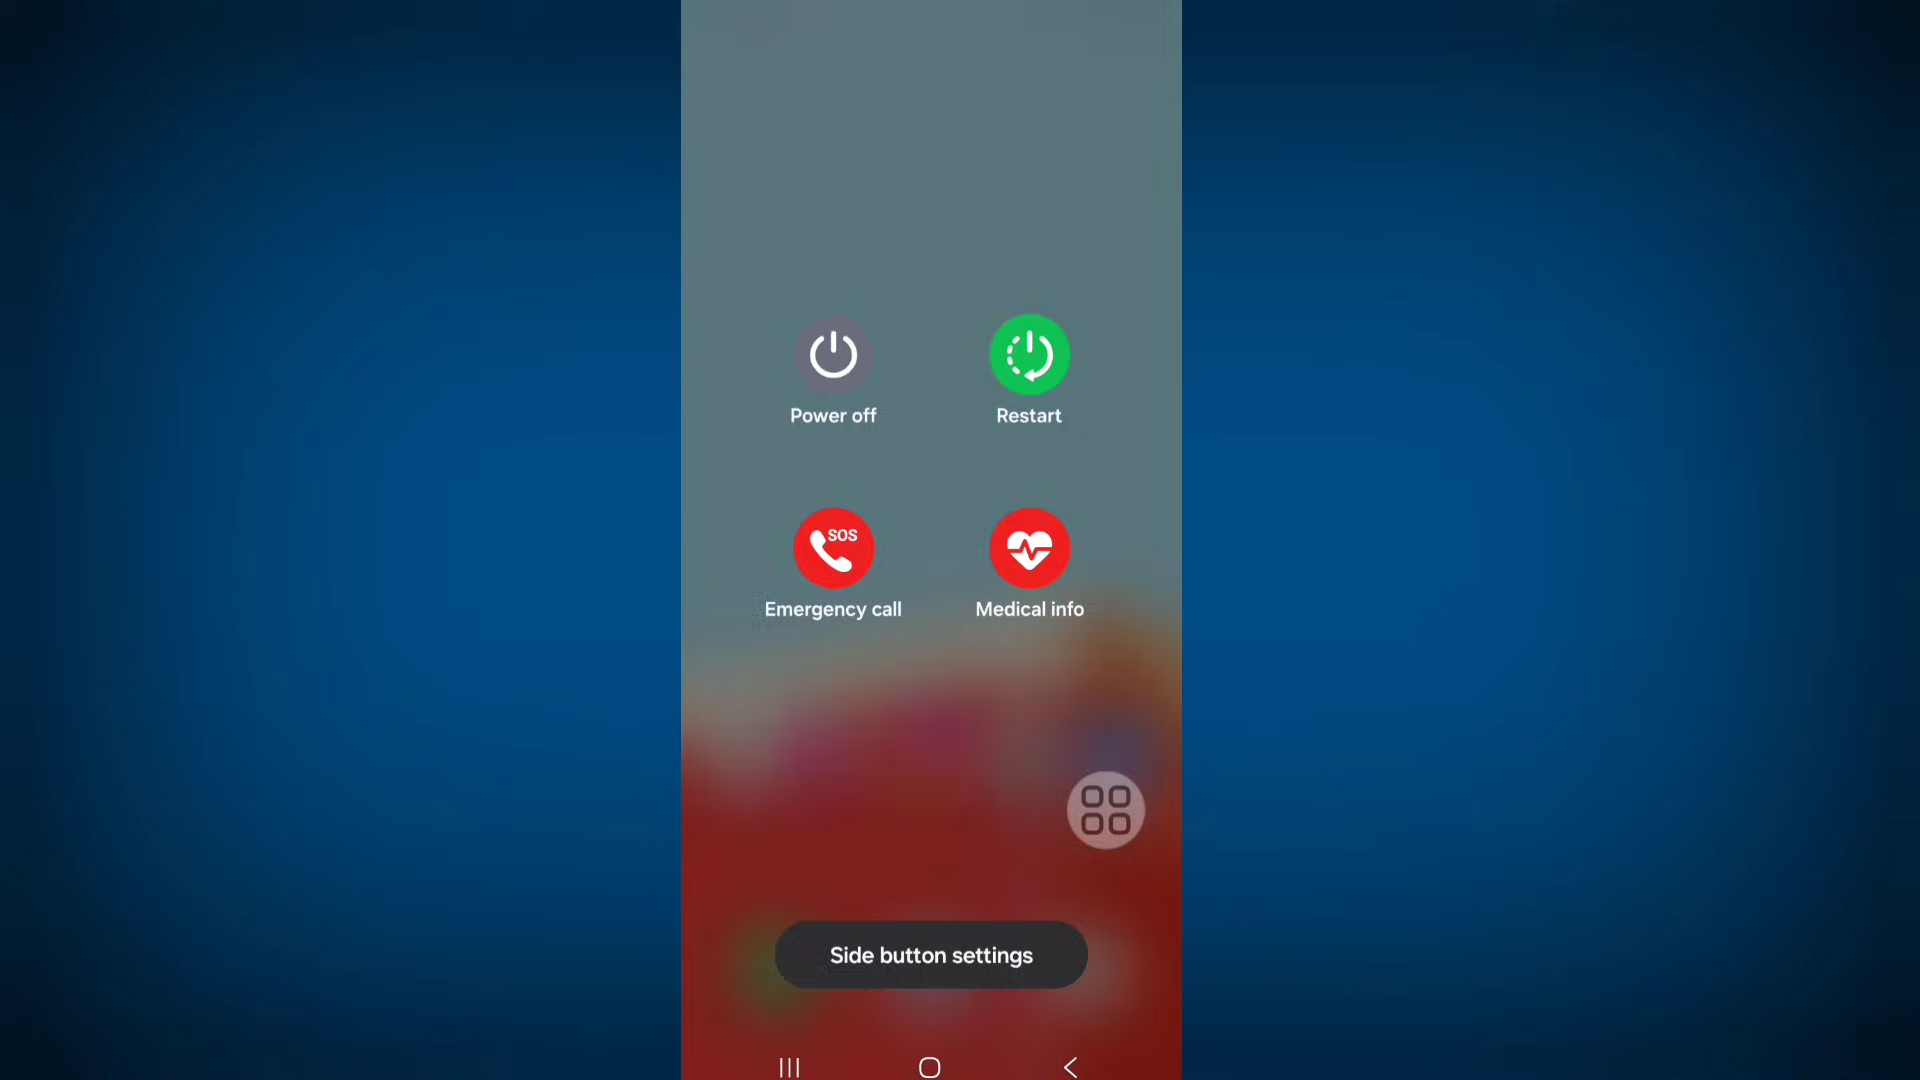 Power off
Restart
SOS
Emergency call
Medical info
Side button settings